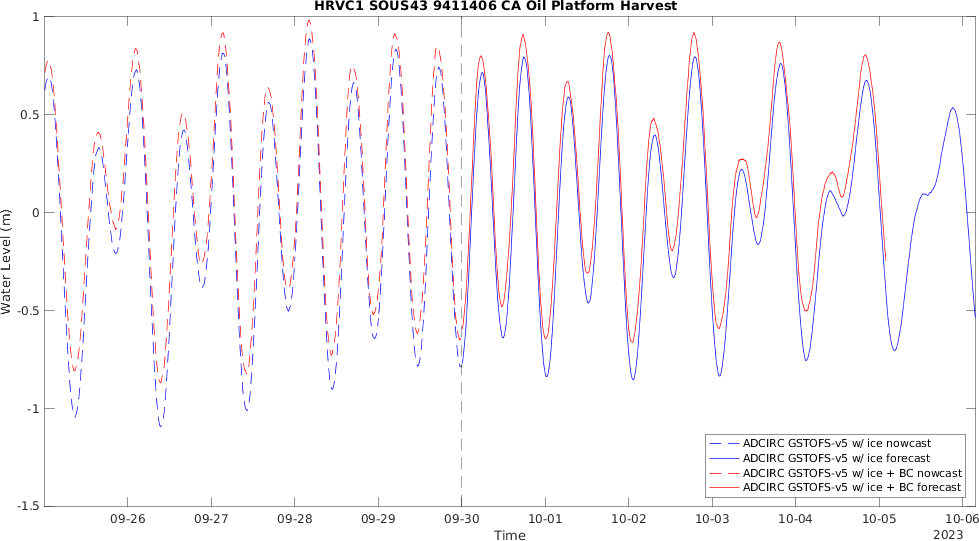 HRVC1 SOUS43 9411406 CA Oil Platform Harvest
Water Level (m)
1
0.5
0
-0.5
-1
-1.5
ADCIRC GSTOFS-v5 w/ ice nowcast
ADCIRC GSTOFS-v5 w/ ice forecast
ADCIRC GSTOFS-v5 w/ ice + BC nowcast
ADCIRC GSTOFS-v5 w/ ice + BC forecast
09-26 09-27 09-28 09-29 09-30 10-01 10-02 10-03 10-04 10-05 10-06
Time
2023